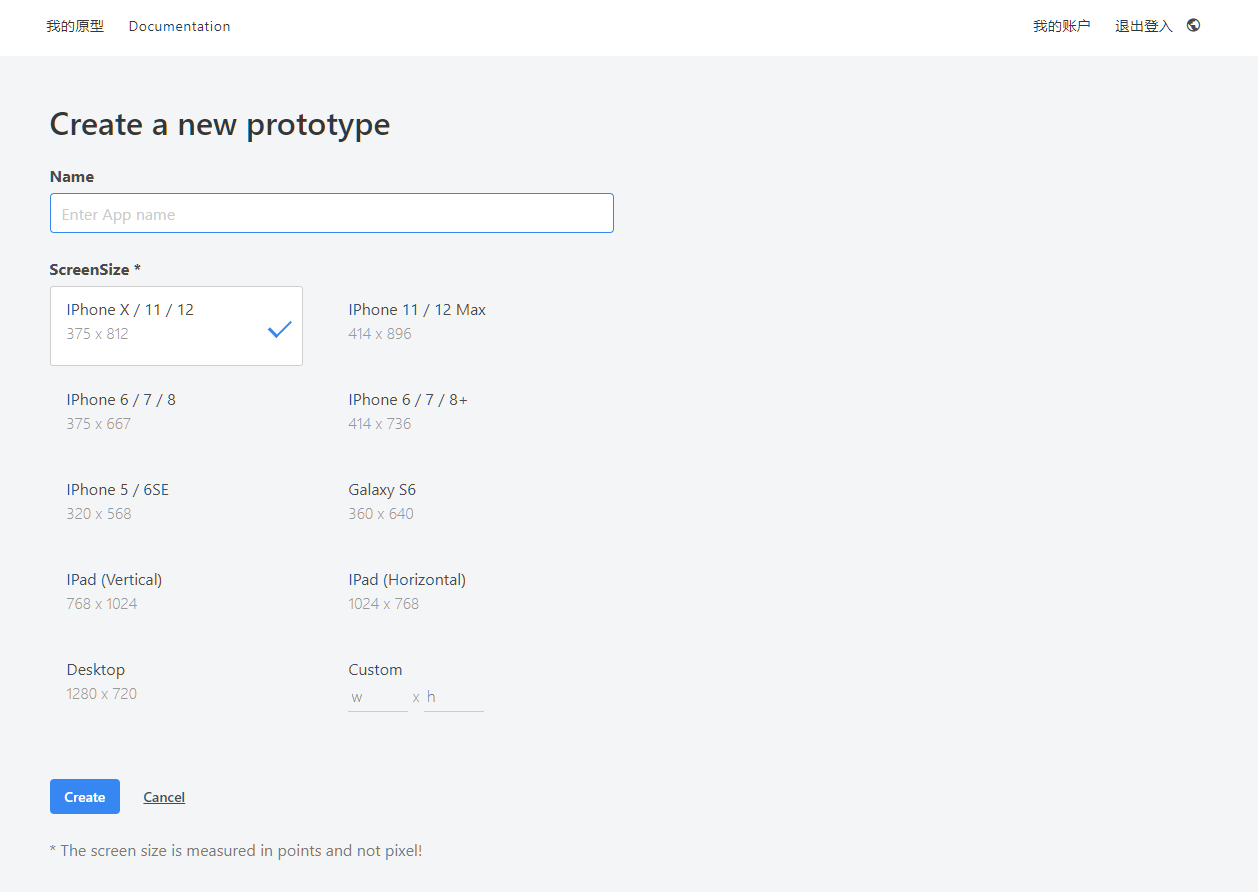 我的原型 Documentation 我的账户 退出登入
Create a new prototype
Name
Enter App name
ScreenSize *
IPhone X / 11 / 12 IPhone 11 / 12 Max
375 x 812 414 x 896
IPhone 6 / 7 / 8 IPhone 6 / 7 / 8+
375 x 667 414 x 736
IPhone 5 / 6SE Galaxy S6
320 x 568 360 x 640
IPad (Vertical) IPad (Horizontal)
768 x 1024 1024 x 768
Desktop Custom
1280 x 720 w x h
Create Cancel
* The screen size is measured in points and not pixel!